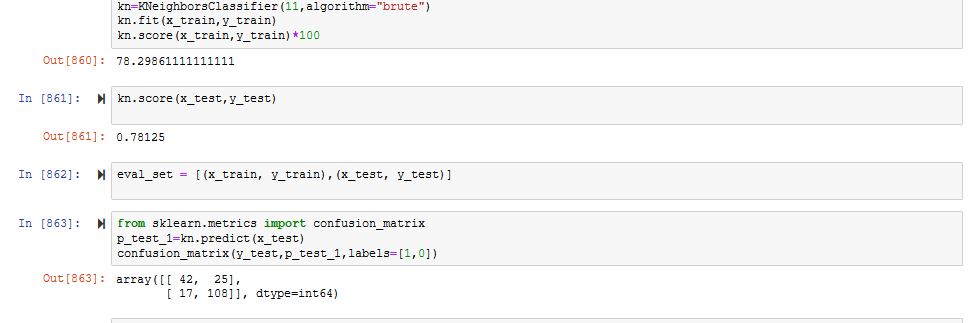 kn=KNeighborsClassifier(11,algorithm="brute")
kn.fit(x_train,y_train)
kn.score(x_train,y_train)*100
Out[860]: 78.29861111111111
In [861]: kn.score(x_test,y_test)
Out[861]: 0.78125
In [862]: eval_set = [(x_train, y_train),(x_test, y_test)]
In [863]: from sklearn.metrics import confusion_matrix
p_test_1=kn.predict(x_test)
confusion_matrix(y_test,p_test_1,labels=[1,0])
Out[863]: array([[ 42,  25],
       [ 17, 108]], dtype=int64)